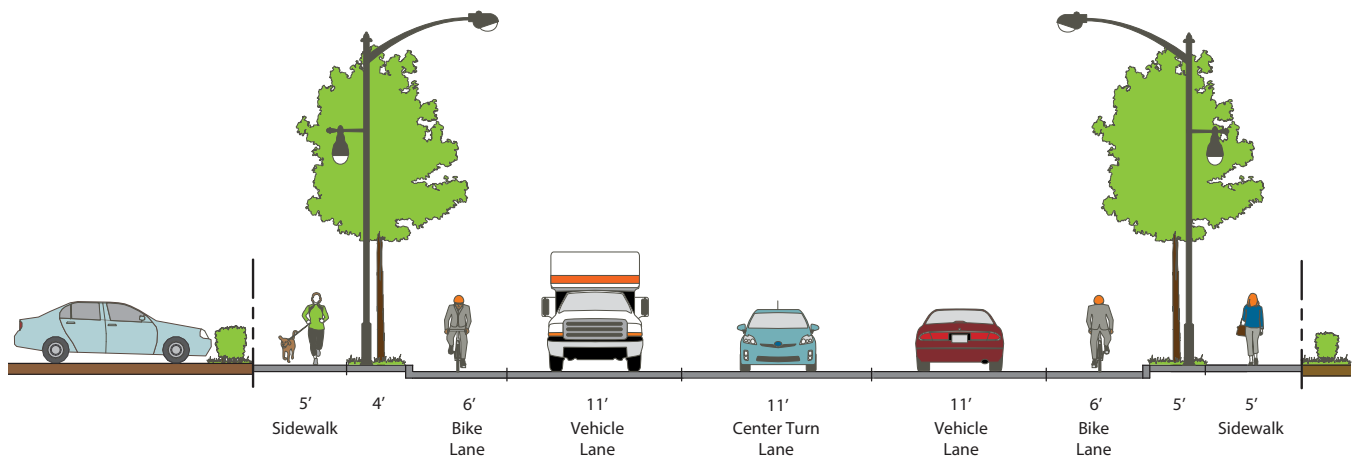 5’ 4’ 6’ 11’ 11’ 11’ 6’ 5’ 5’
Sidewalk Bike Vehicle Center Turn Vehicle Bike Sidewalk
Lane Lane Lane Lane Lane